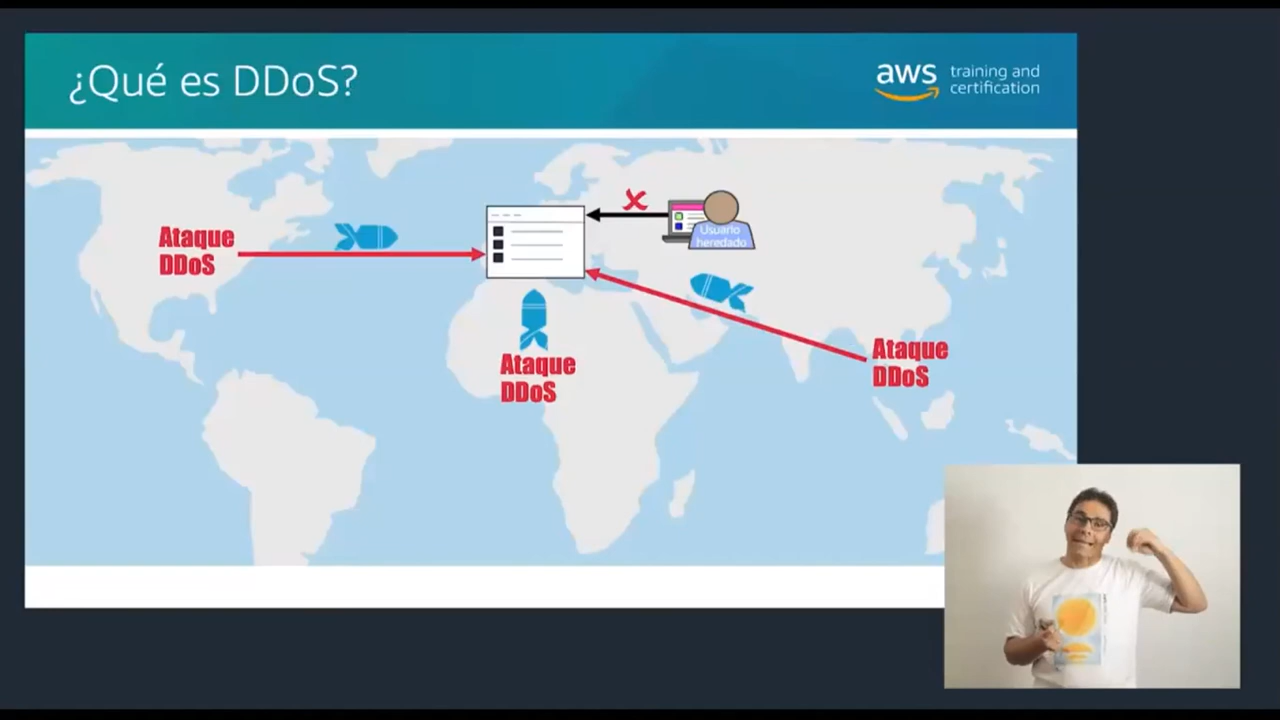 ¿Qué es DDoS?
aws training and
certification
Ataque
DDoS
Usuario
heredado
Ataque
DDoS
Ataque
DDoS